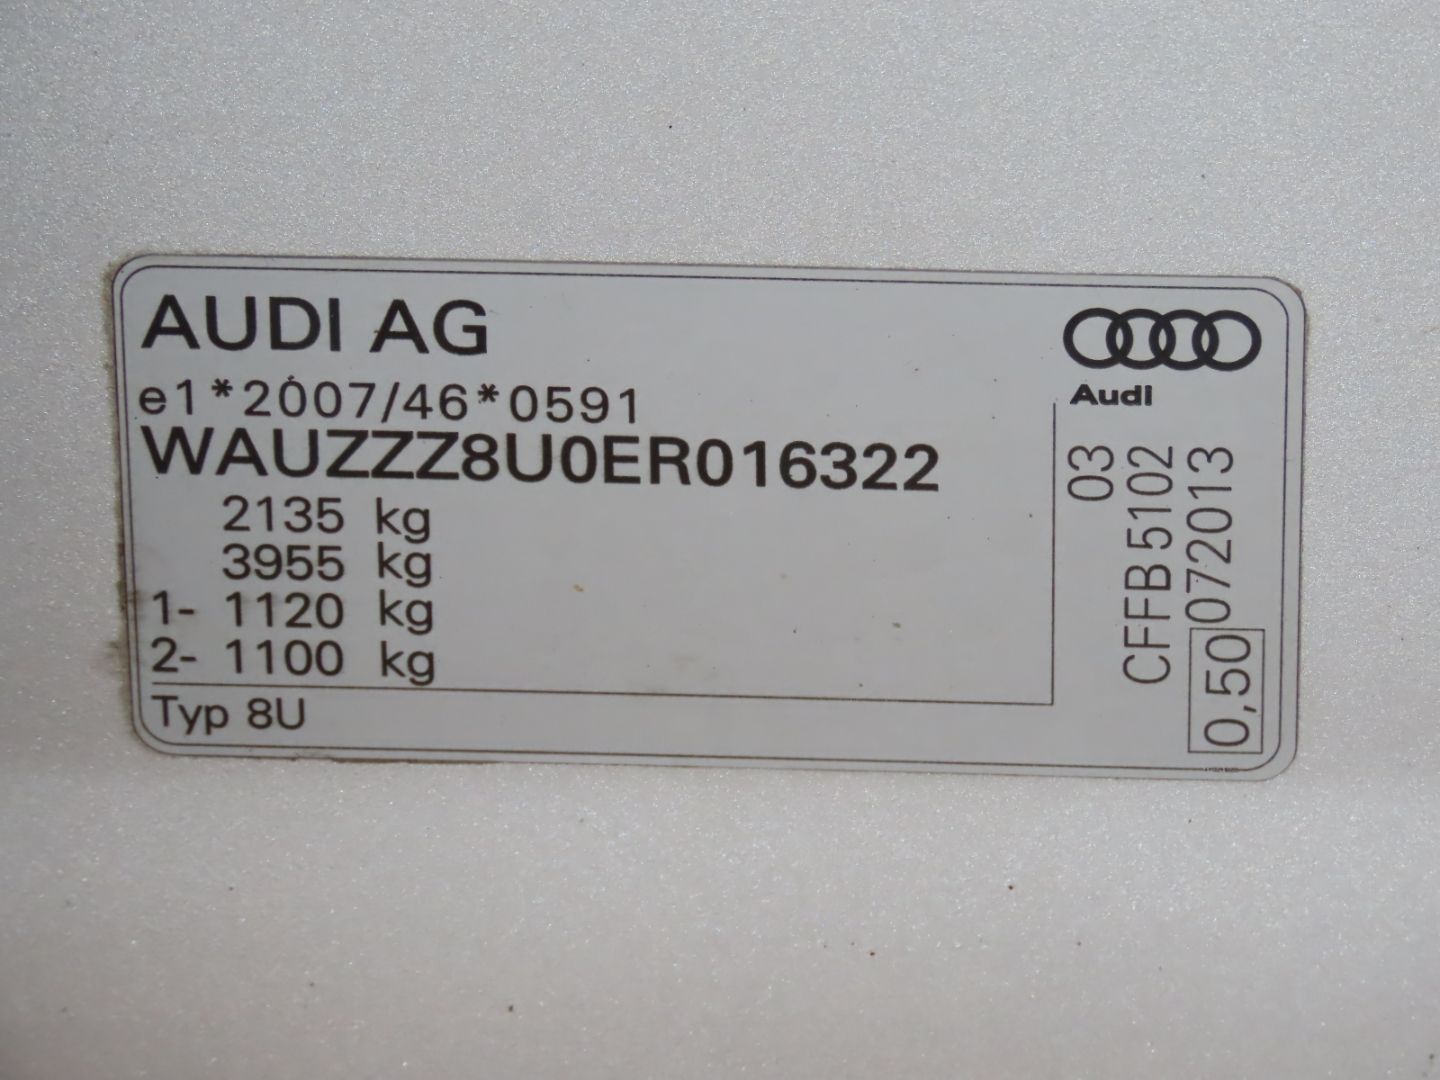 AUDI AG
e1*2007/46*0591
WAUZZZ8U0ER016322
2135 kg
3955 kg
1- 1120 kg
2- 1100 kg
Typ 8U
Audi
03
CFFB 5102
0,50 072013